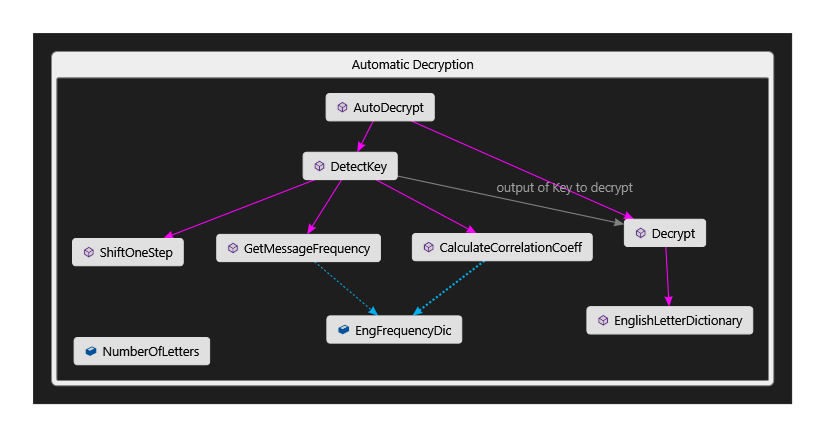 Automatic Decryption
AutoDecrypt
DetectKey
output of Key to decrypt
Decrypt
ShiftOneStep
GetMessageFrequency
CalculateCorrelationCoeff
EnglishLetterDictionary
EngFrequencyDic
NumberOfLetters